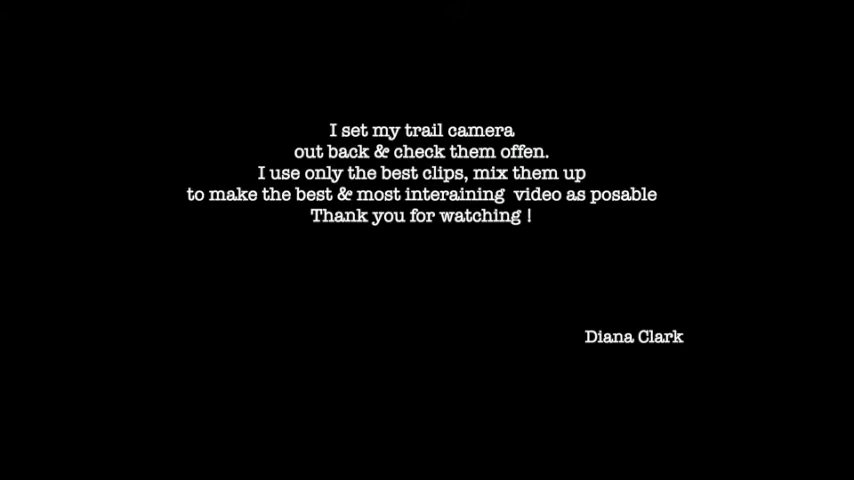 I set my trail camera
out back & check them offen.
I use only the best clips, mix them up
to make the best & most interaining  video as posable
Thank you for watching !
Diana Clark